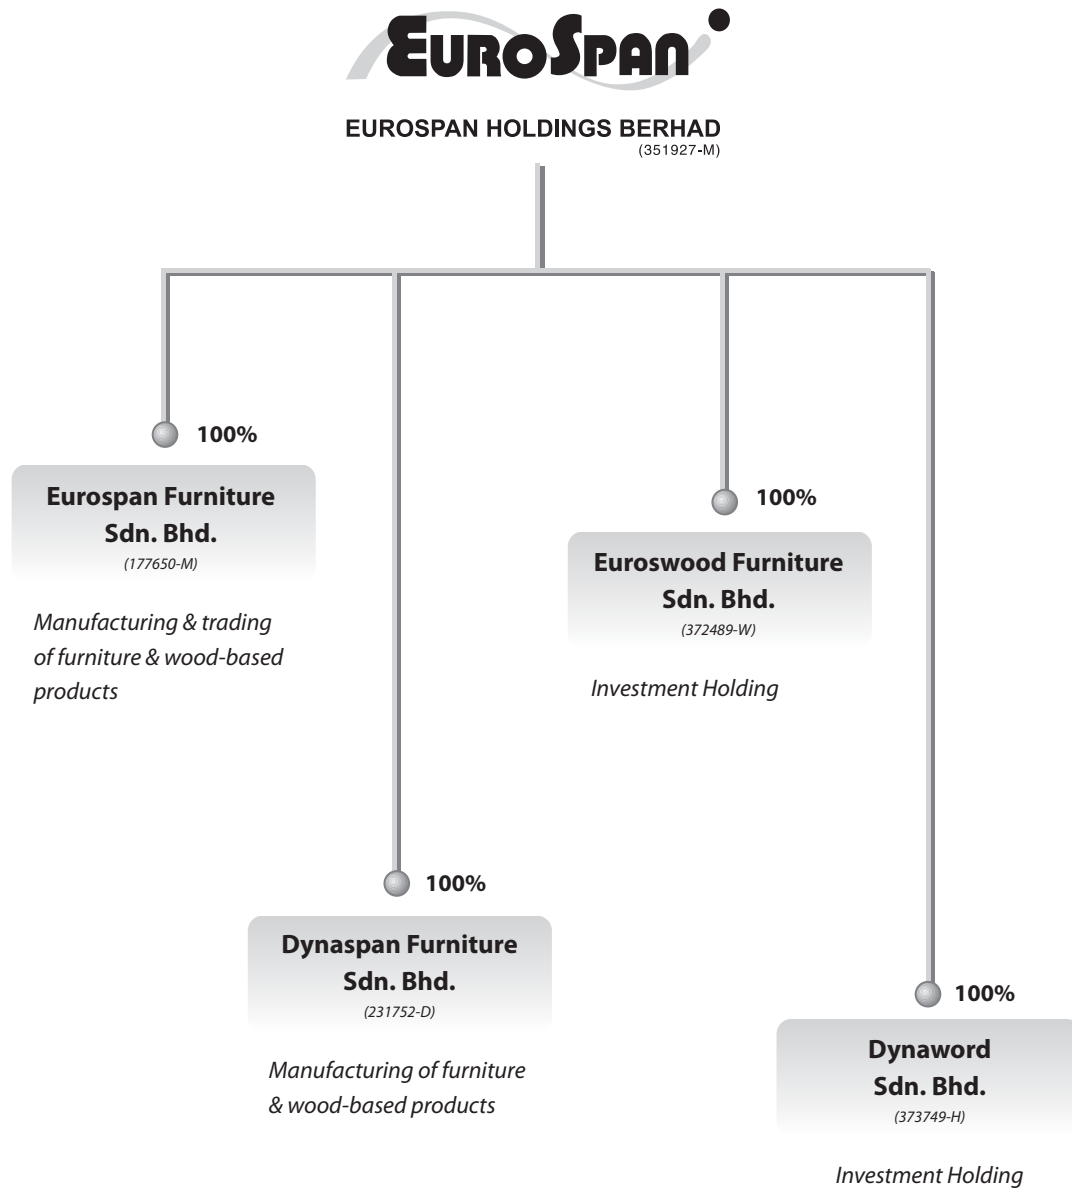 EUROSPAN
EUROSPAN HOLDINGS BERHAD
(351927-M)
100%
Eurospan Furniture
Sdn. Bhd.
(177650-M)
Manufacturing & trading
of furniture & wood-based
products
100%
Euroswood Furniture
Sdn. Bhd.
(372489-W)
Investment Holding
100%
Dynaspan Furniture
Sdn. Bhd.
(231752-D)
Manufacturing of furniture
& wood-based products
100%
Dynaword
Sdn. Bhd.
(373749-H)
Investment Holding